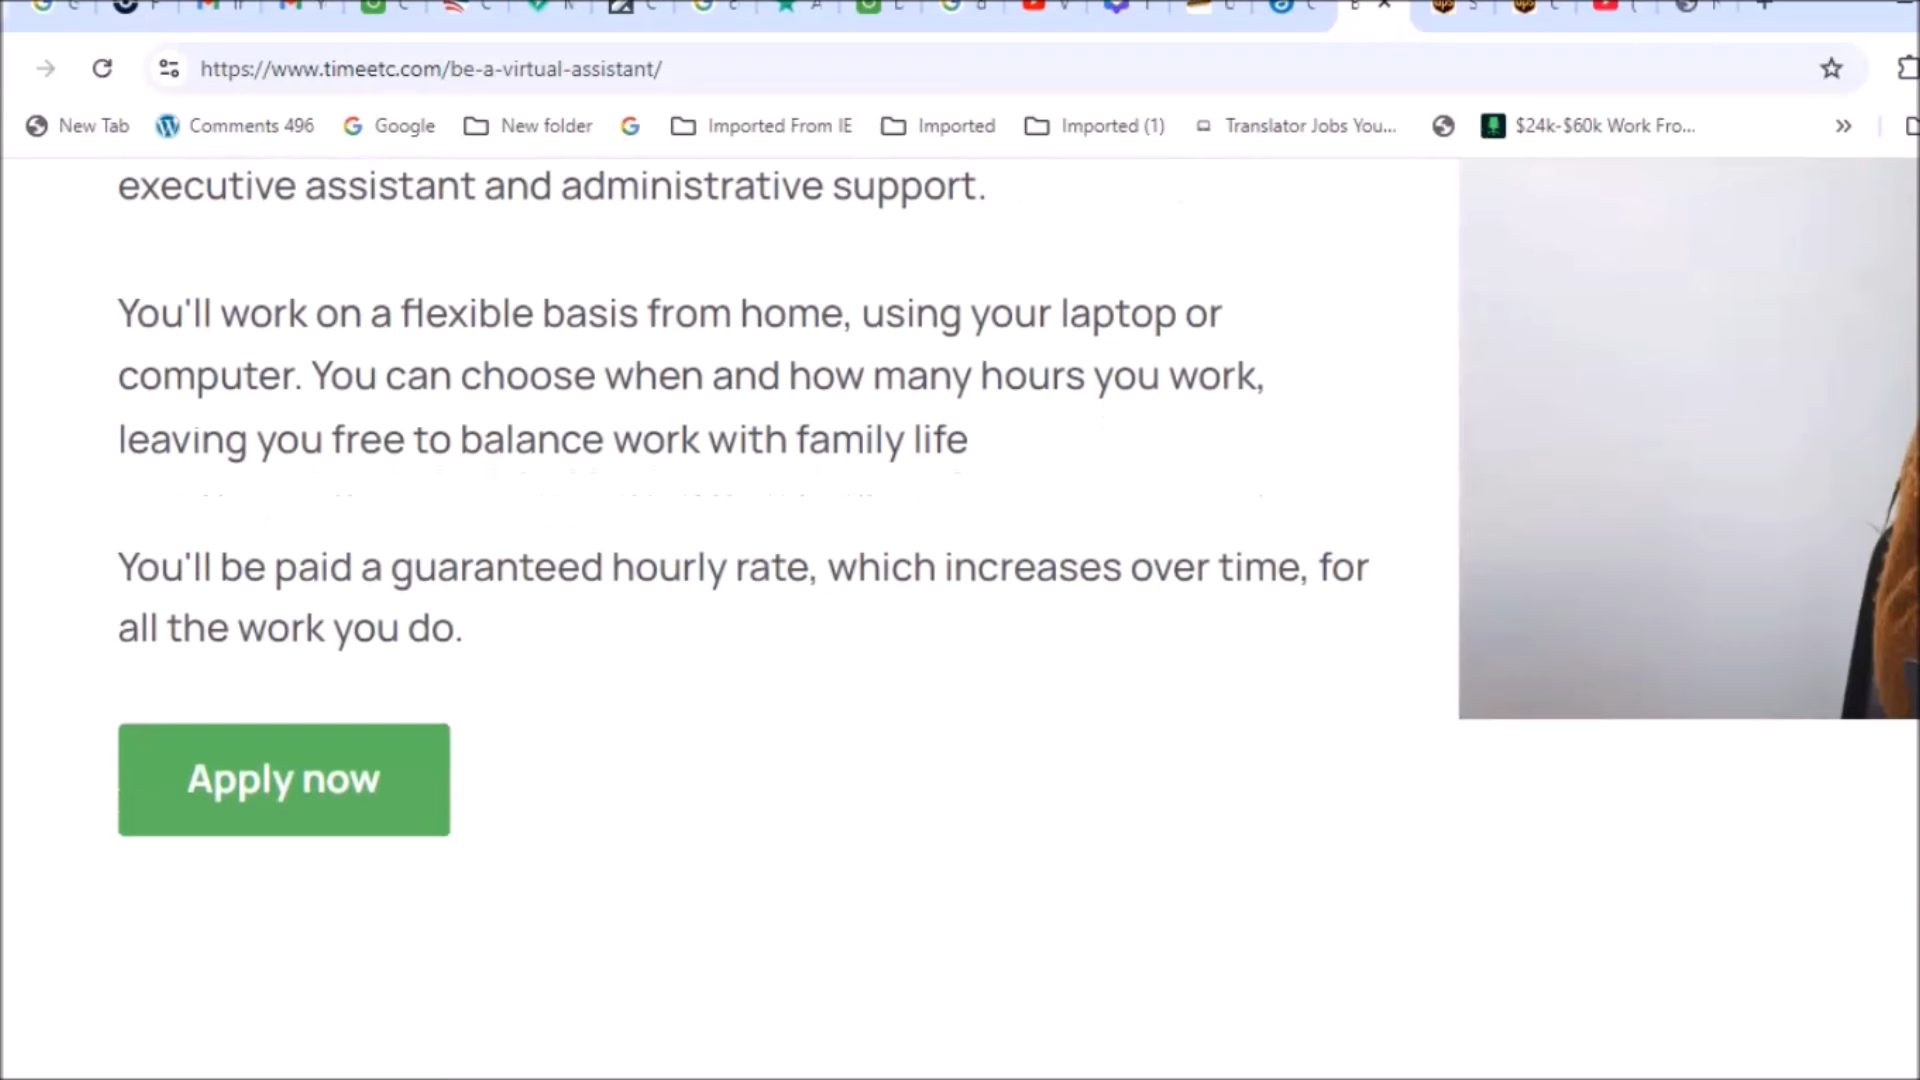 https://www.timeetc.com/be-a-virtual-assistant/
New Tab Comments 496 Google New folder Imported From IE Imported Imported (1) Translator Jobs You... $24k-$60k Work Fro...
executive assistant and administrative support.
You'll work on a flexible basis from home, using your laptop or
computer. You can choose when and how many hours you work,
leaving you free to balance work with family life
You'll be paid a guaranteed hourly rate, which increases over time, for
all the work you do.
Apply now